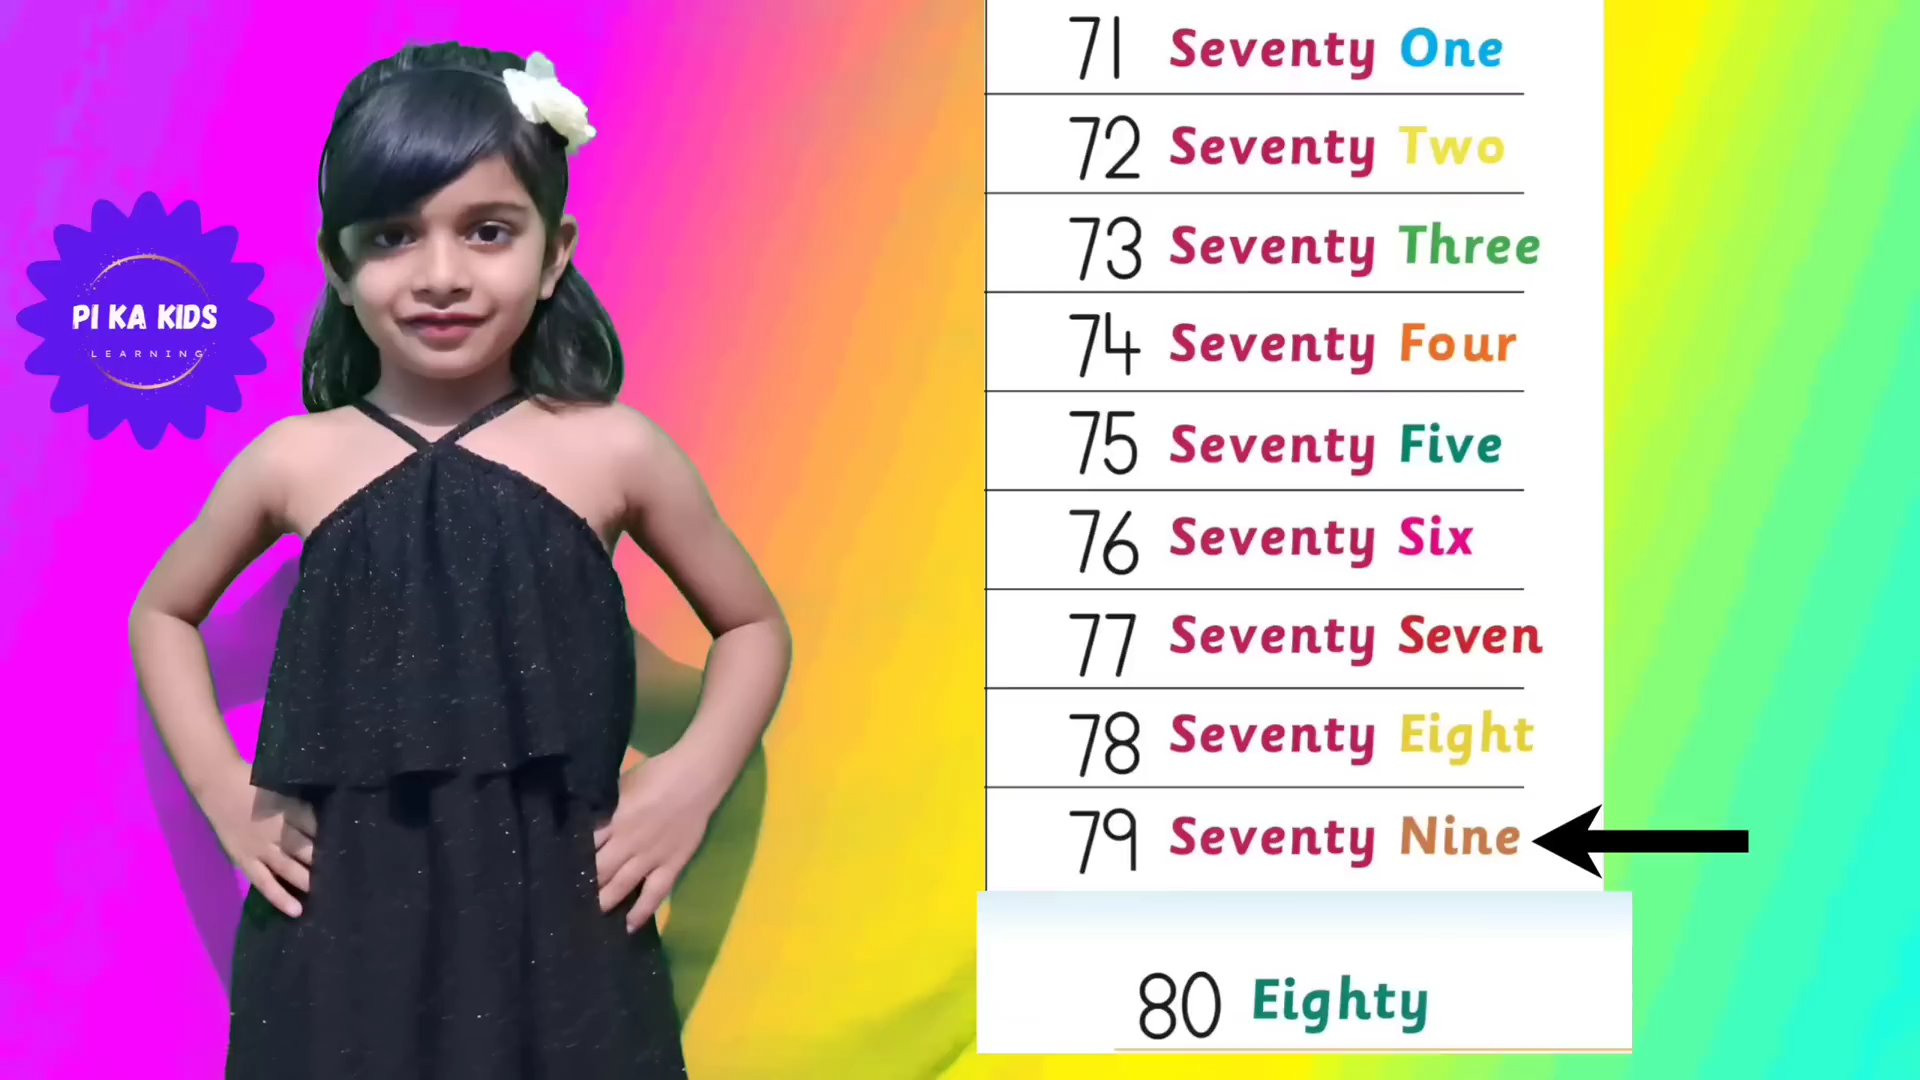 PI KA KIDS
LEARNING
71 Seventy One
72 Seventy Two
73 Seventy Three
74 Seventy Four
75 Seventy Five
76 Seventy Six
77 Seventy Seven
78 Seventy Eight
79 Seventy Nine
80 Eighty